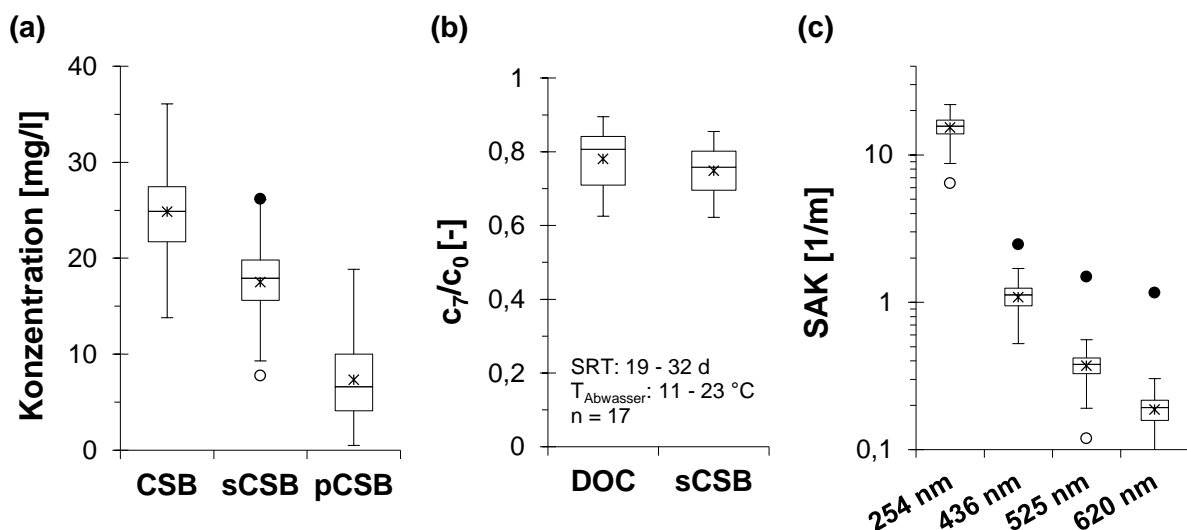 (a)
Konzentration [mg/l]
40
30
20
10
0
CSB sCSB pCSB
(b)
c₇/c₀ [-]
1
0,8
0,6
0,4
0,2
0
SRT: 19 - 32 d
T_Abwasser: 11 - 23 °C
n = 17
DOC sCSB
(c)
SAK [1/m]
10
1
0,1
254 nm 436 nm 525 nm 620 nm